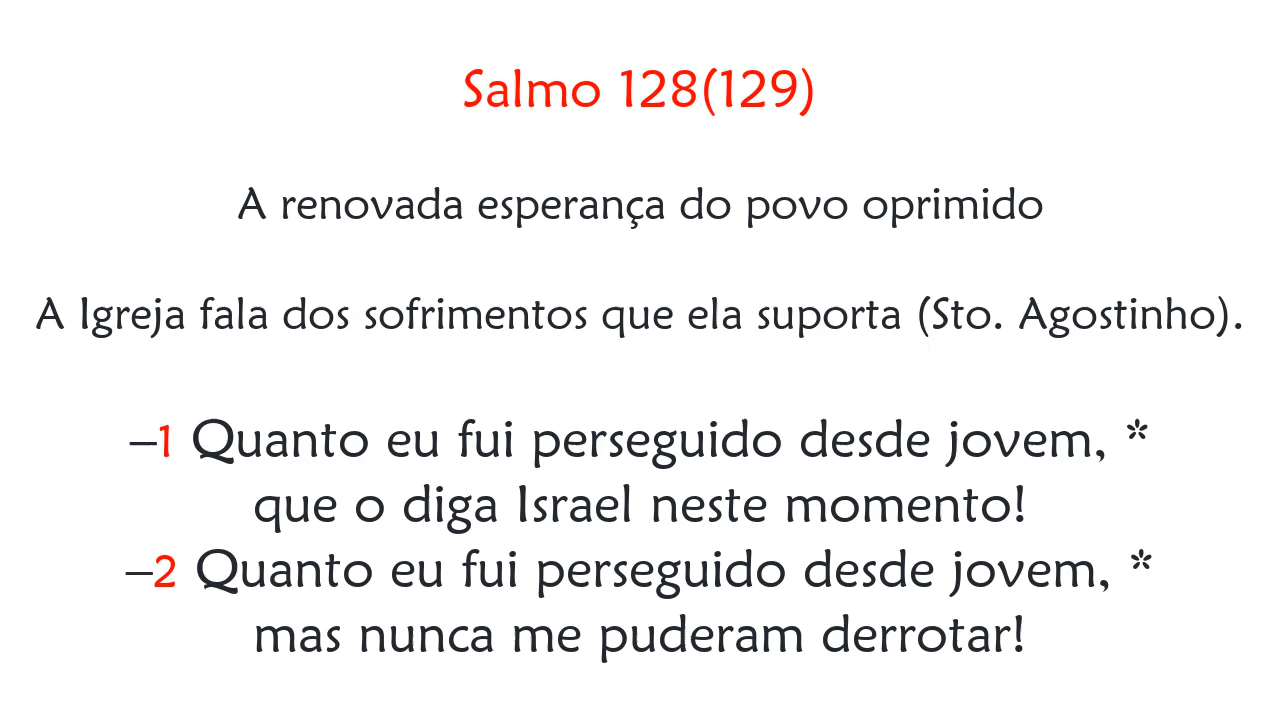 Salmo 128(129)
A renovada esperança do povo oprimido
A Igreja fala dos sofrimentos que ela suporta (Sto. Agostinho).
–1 Quanto eu fui perseguido desde jovem, *
que o diga Israel neste momento!
–2 Quanto eu fui perseguido desde jovem, *
mas nunca me puderam derrotar!